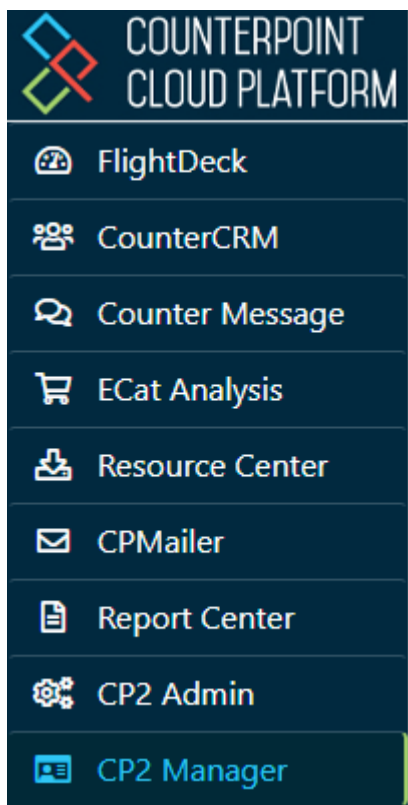 COUNTERPOINT
CLOUD PLATFORM
FlightDeck
CounterCRM
Counter Message
ECat Analysis
Resource Center
CPMailer
Report Center
CP2 Admin
CP2 Manager